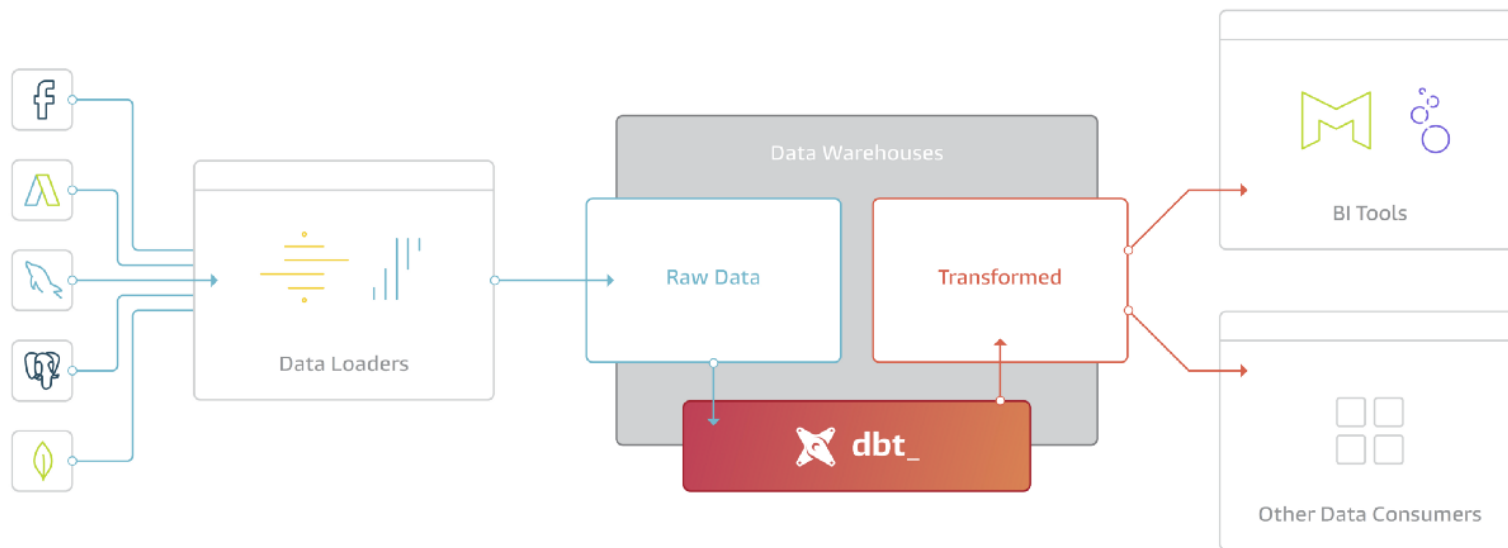 Data Loaders
Data Warehouses
Raw Data
Transformed
dbt_
BI Tools
Other Data Consumers